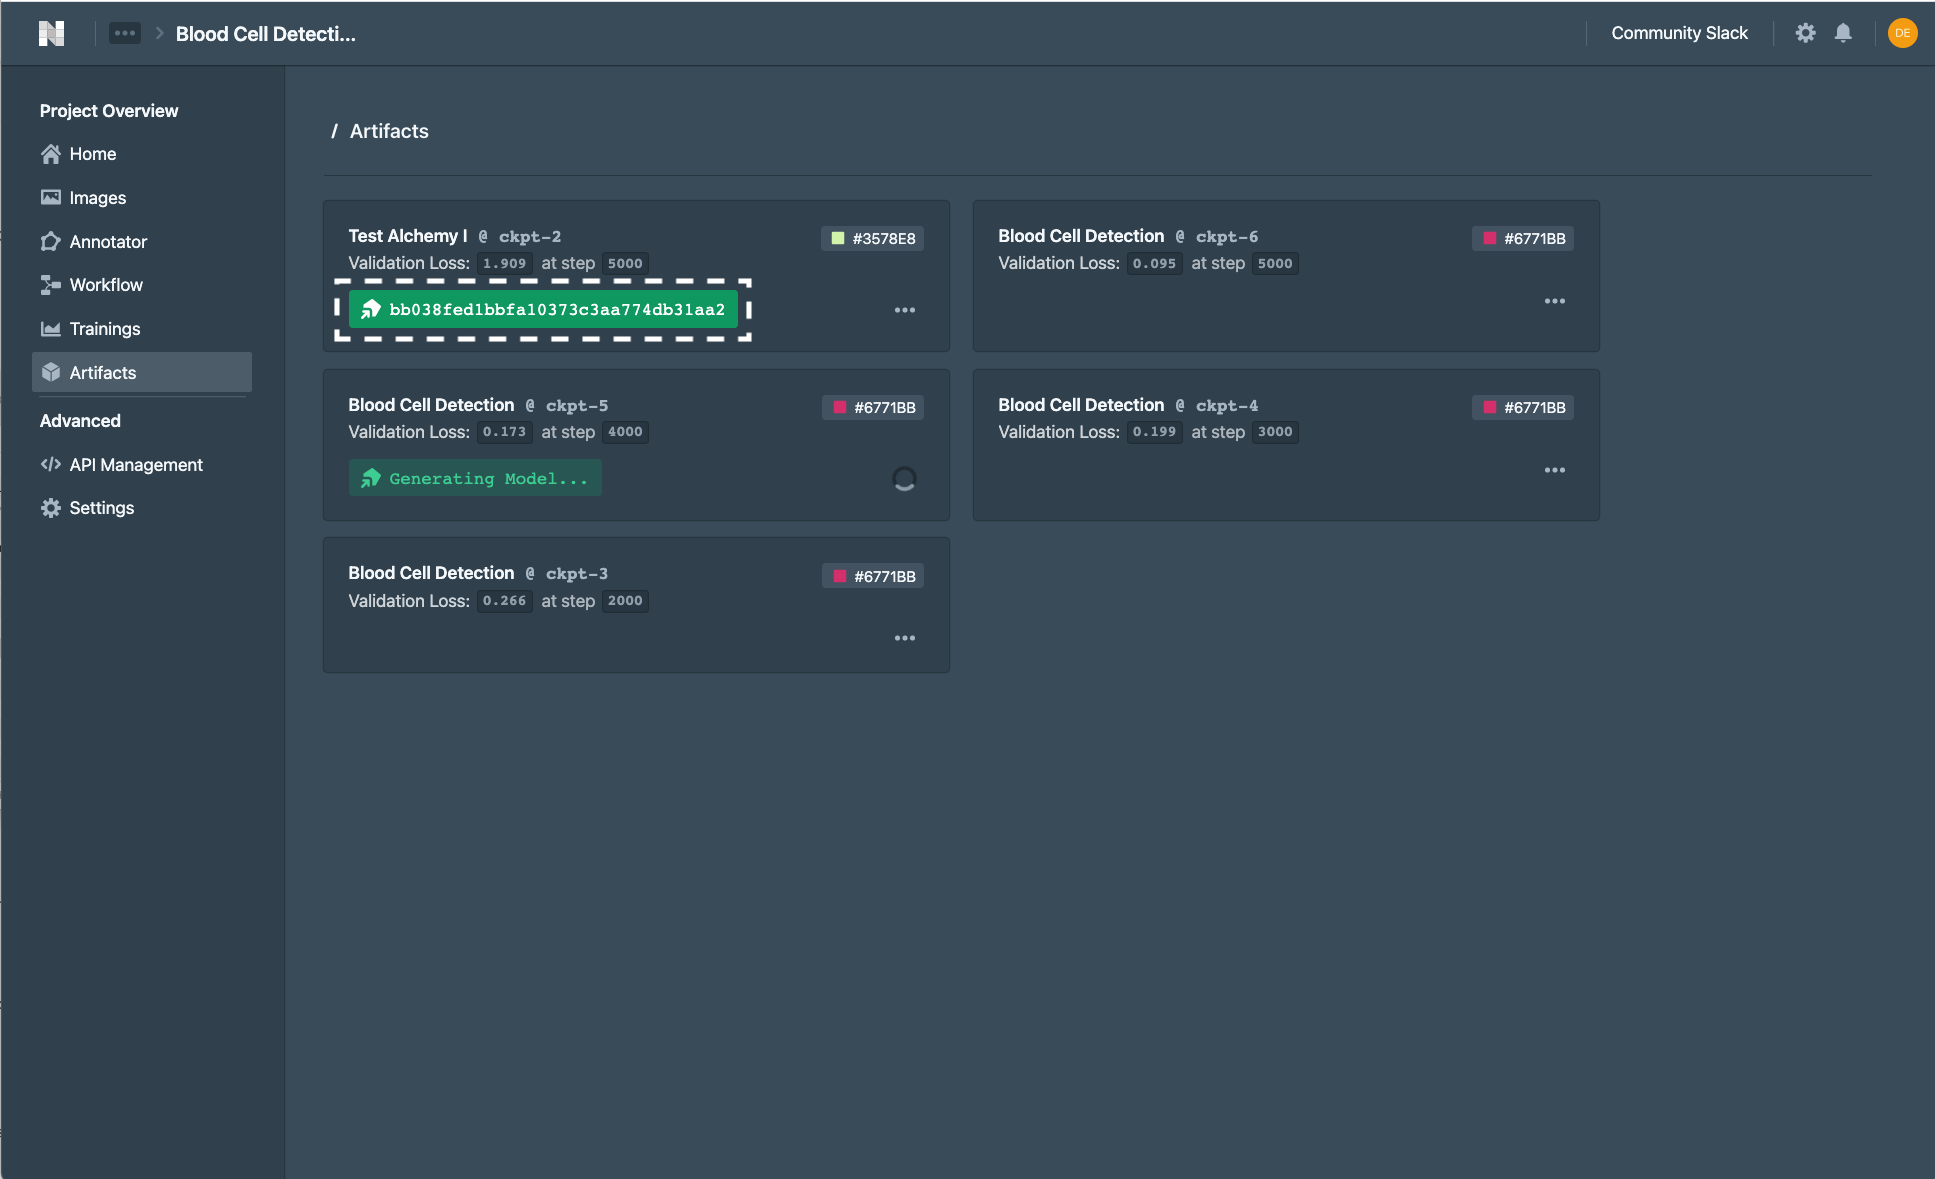 Blood Cell Detecti...
Community Slack
DE
Project Overview
Home
Images
Annotator
Workflow
Trainings
Artifacts
Advanced
API Management
Settings
/ Artifacts
Test Alchemy I @ ckpt-2
#3578E8
Validation Loss: 1.909 at step 5000
bb038fed1bbfa10373c3aa774db31aa2
Blood Cell Detection @ ckpt-6
#6771BB
Validation Loss: 0.095 at step 5000
Blood Cell Detection @ ckpt-5
#6771BB
Validation Loss: 0.173 at step 4000
Generating Model...
Blood Cell Detection @ ckpt-4
#6771BB
Validation Loss: 0.199 at step 3000
Blood Cell Detection @ ckpt-3
#6771BB
Validation Loss: 0.266 at step 2000